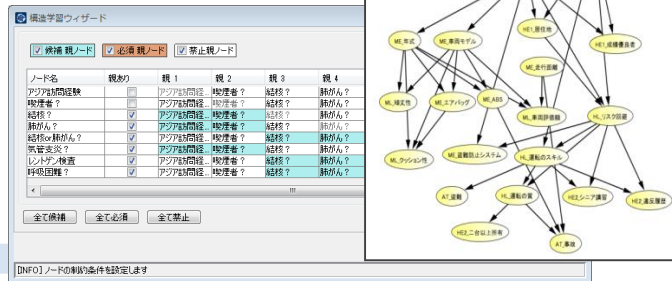 構造学習ウィザード
候補 親ノード 必須 親ノード 禁止親ノード
ノード名 親あり 親 1 親 2 親 3 親 4
アジア訪問経験 アジア訪問経... 喫煙者? 結核? 肺がん?
喫煙者? アジア訪問経... 喫煙者? 結核? 肺がん?
結核? アジア訪問経... 喫煙者? 結核? 肺がん?
肺がん? アジア訪問経... 喫煙者? 結核? 肺がん?
結核or肺がん? アジア訪問経... 喫煙者? 結核? 肺がん?
気管支炎? アジア訪問経... 喫煙者? 結核? 肺がん?
レントゲン検査 アジア訪問経... 喫煙者? 結核? 肺がん?
呼吸困難? アジア訪問経... 喫煙者? 結核? 肺がん?
全て候補 全て必須 全て禁止
[INFO] ノードの制約条件を設定します
HE1_居住地
ME_年式 ME_車両モデル HE1_成績優良者
ME_走行距離
ML_頑丈性 ME_エアバッグ ME_ABS ML_車両評価額 HL_リスク回避
ML_クッション性 ME_盗難防止システム HL_運転のスキル
AT_盗難 HL_運転の質 HE2_シニア講習 HE2_違反履歴
HE2_二台以上所有
AT_事故